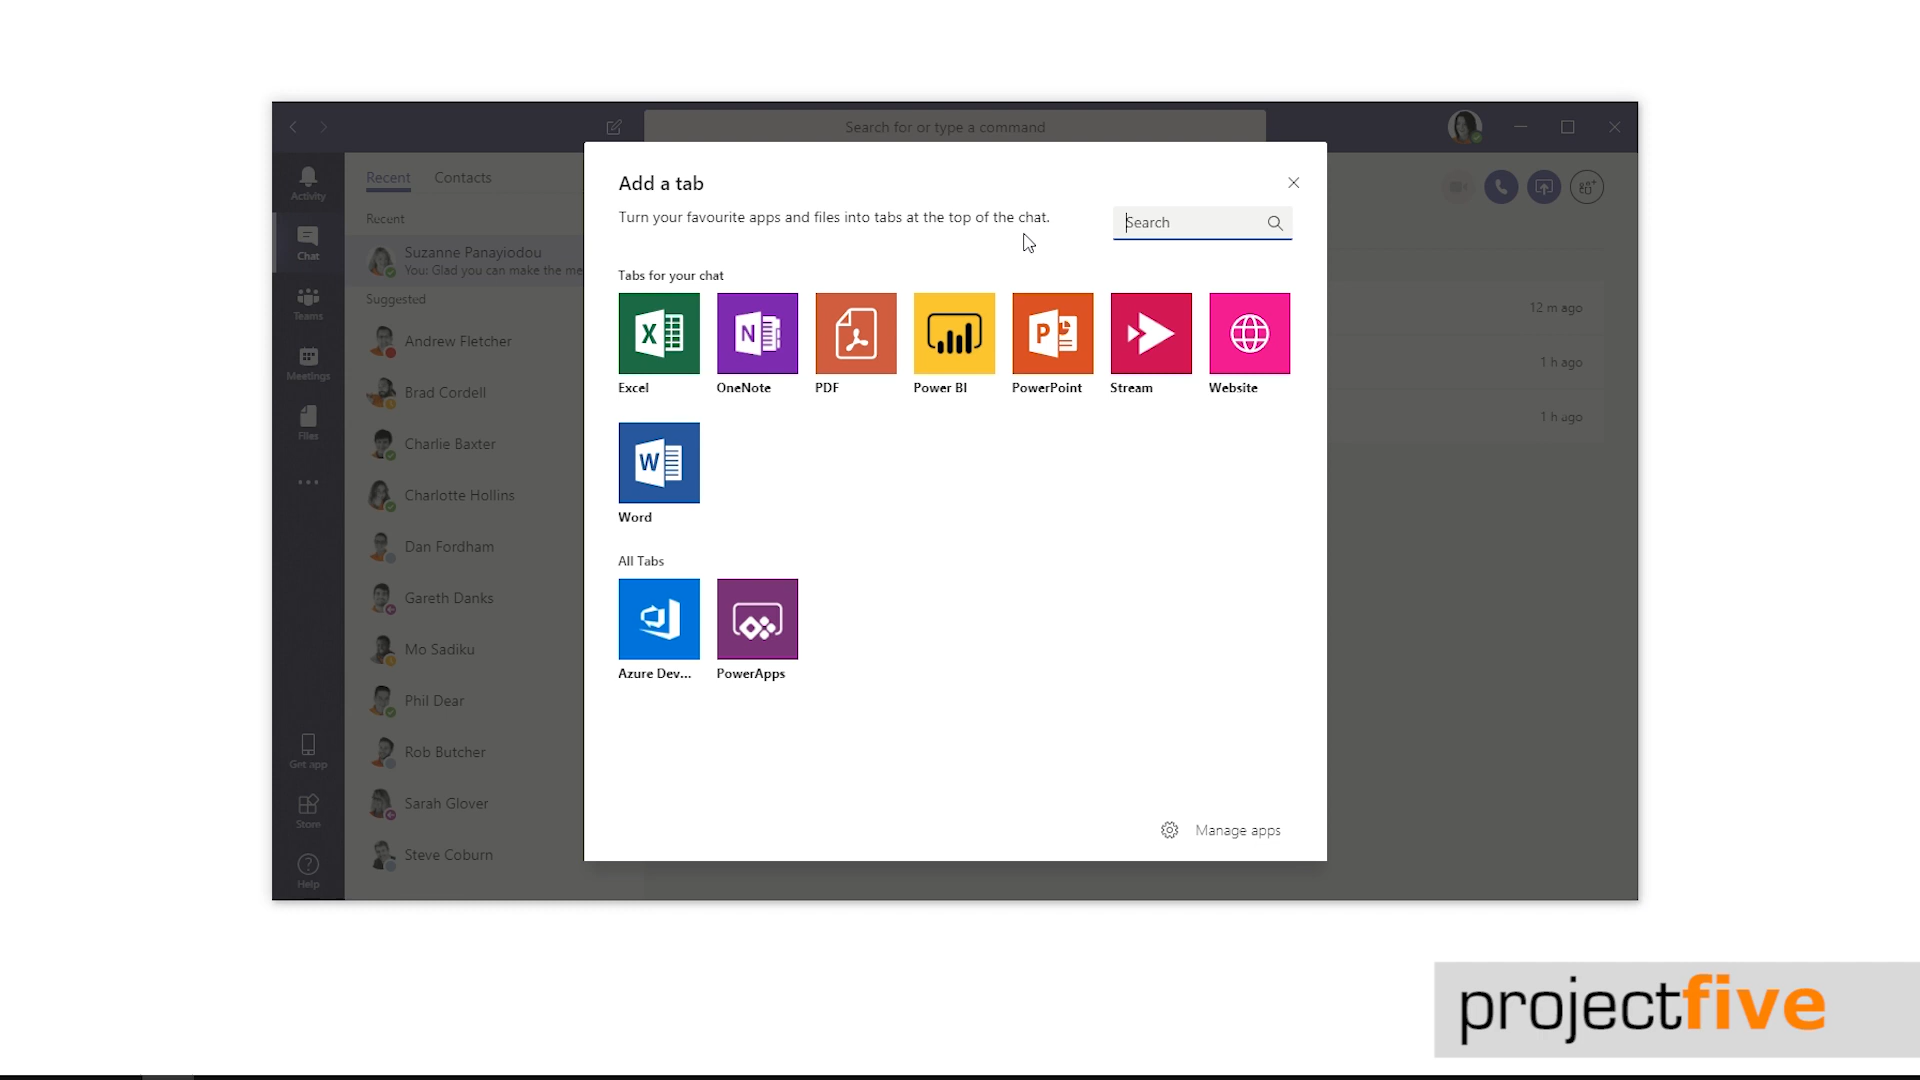 Search for or type a command
Activity
Chat
Teams
Meetings
Files
Get app
Store
Help
Recent
Contacts
Recent
Suzanne Panayiodou
You: Glad you can make the me
Suggested
Andrew Fletcher
Brad Cordell
Charlie Baxter
Charlotte Hollins
Dan Fordham
Gareth Danks
Mo Sadiku
Phil Dear
Rob Butcher
Sarah Glover
Steve Coburn
Add a tab
Turn your favourite apps and files into tabs at the top of the chat.
Search
Tabs for your chat
Excel
OneNote
PDF
Power BI
PowerPoint
Stream
Website
Word
All Tabs
Azure Dev...
PowerApps
Manage apps
12 m ago
1 h ago
1 h ago
projectfive